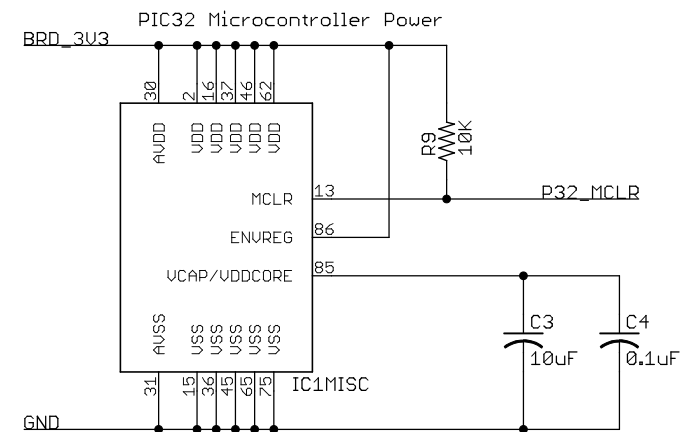 PIC32 Microcontroller Power
BRD_3V3
30 2 16 37 46 62
AVDD VDD VDD VDD VDD VDD
R9 10K
MCLR 13 P32_MCLR
ENVREG 86
VCAP/VDDCORE 85
AVSS VSS VSS VSS VSS VSS
C3 C4
10uF 0.1uF
31 15 36 45 65 75 IC1MISC
GND